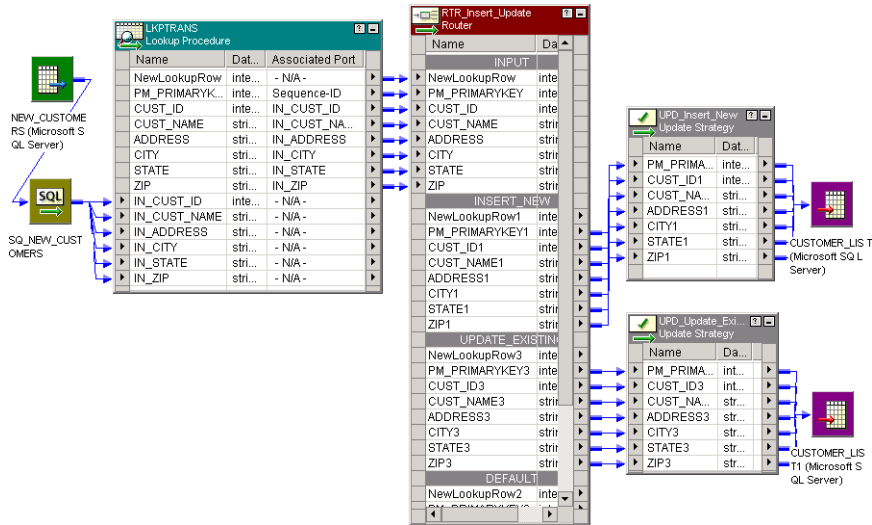 NEW_CUSTOME
RS (Microsoft S
QL Server)
SQL
SQ_NEW_CUST
OMERS
LKPTRANS
Lookup Procedure
Name Dat... Associated Port
NewLookupRow inte... - N/A -
PM_PRIMARYK... inte... Sequence-ID
CUST_ID inte... IN_CUST_ID
CUST_NAME stri... IN_CUST_NA...
ADDRESS stri... IN_ADDRESS
CITY stri... IN_CITY
STATE stri... IN_STATE
ZIP stri... IN_ZIP
IN_CUST_ID inte... - N/A -
IN_CUST_NAME stri... - N/A -
IN_ADDRESS stri... - N/A -
IN_CITY stri... - N/A -
IN_STATE stri... - N/A -
IN_ZIP stri... - N/A -
RTR_Insert_Update
Router
Name Da
INPUT
NewLookupRow inte
PM_PRIMARYKEY inte
CUST_ID inte
CUST_NAME strin
ADDRESS strin
CITY strin
STATE strin
ZIP strin
INSERT_NEW
NewLookupRow1 inte
PM_PRIMARYKEY1 inte
CUST_ID1 inte
CUST_NAME1 strin
ADDRESS1 strin
CITY1 strin
STATE1 strin
ZIP1 strin
UPDATE_EXISTING
NewLookupRow3 inte
PM_PRIMARYKEY3 inte
CUST_ID3 inte
CUST_NAME3 strin
ADDRESS3 strin
CITY3 strin
STATE3 strin
ZIP3 strin
DEFAULT
NewLookupRow2 inte
UPD_Insert_New
Update Strategy
Name Dat...
PM_PRIMA... inte...
CUST_ID1 inte...
CUST_NA... stri...
ADDRESS1 stri...
CITY1 stri...
STATE1 stri...
ZIP1 stri...
CUSTOMER_LIS T
(Microsoft SQ L
Server)
UPD_Update_Exi...
Update Strategy
Name Da...
PM_PRIMA... int...
CUST_ID3 int...
CUST_NA... str...
ADDRESS3 str...
CITY3 str...
STATE3 str...
ZIP3 str...
CUSTOMER_LIS
T1 (Microsoft S
QL Server)